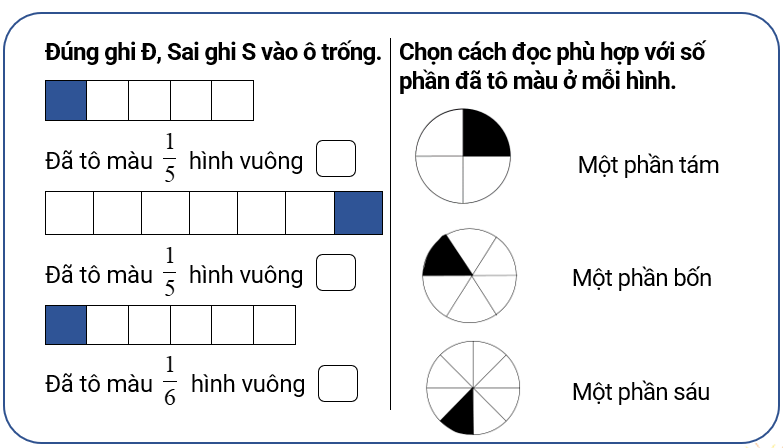 Đúng ghi Đ, Sai ghi S vào ô trống.
Đã tô màu 1/5 hình vuông
Đã tô màu 1/5 hình vuông
Đã tô màu 1/6 hình vuông
Chọn cách đọc phù hợp với số
phần đã tô màu ở mỗi hình.
Một phần tám
Một phần bốn
Một phần sáu